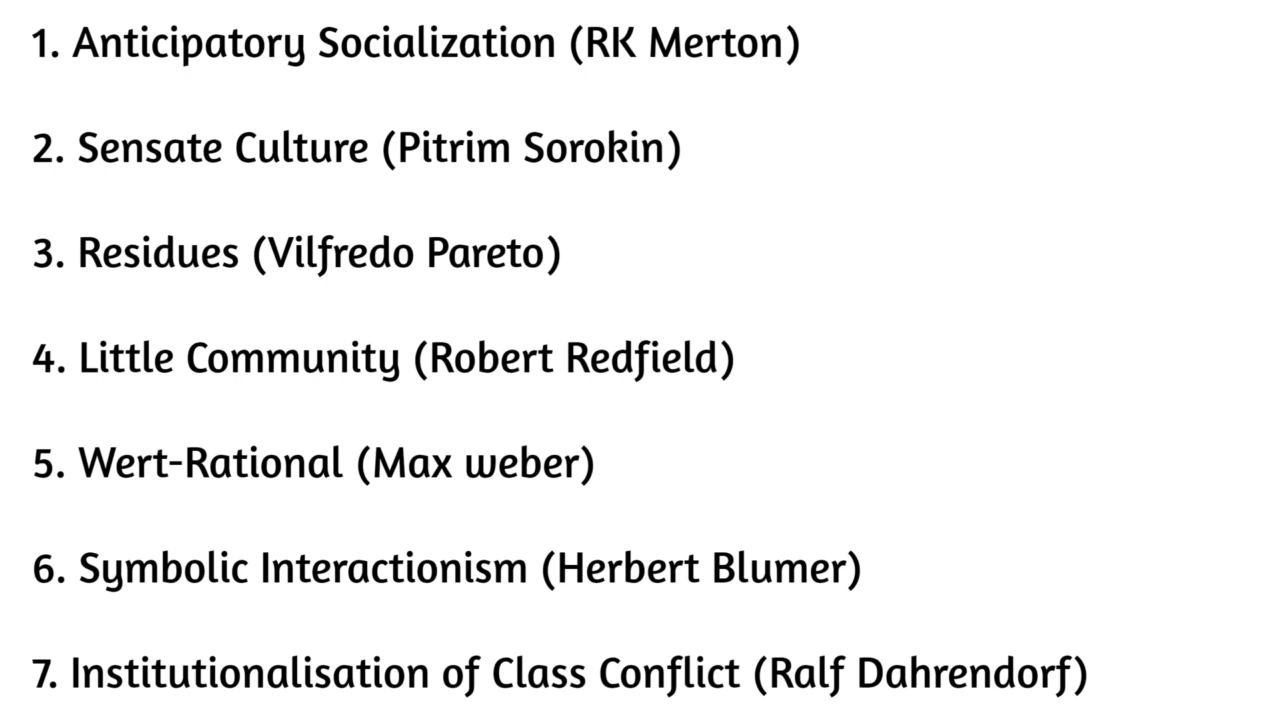 1. Anticipatory Socialization (RK Merton)
2. Sensate Culture (Pitrim Sorokin)
3. Residues (Vilfredo Pareto)
4. Little Community (Robert Redfield)
5. Wert-Rational (Max weber)
6. Symbolic Interactionism (Herbert Blumer)
7. Institutionalisation of Class Conflict (Ralf Dahrendorf)